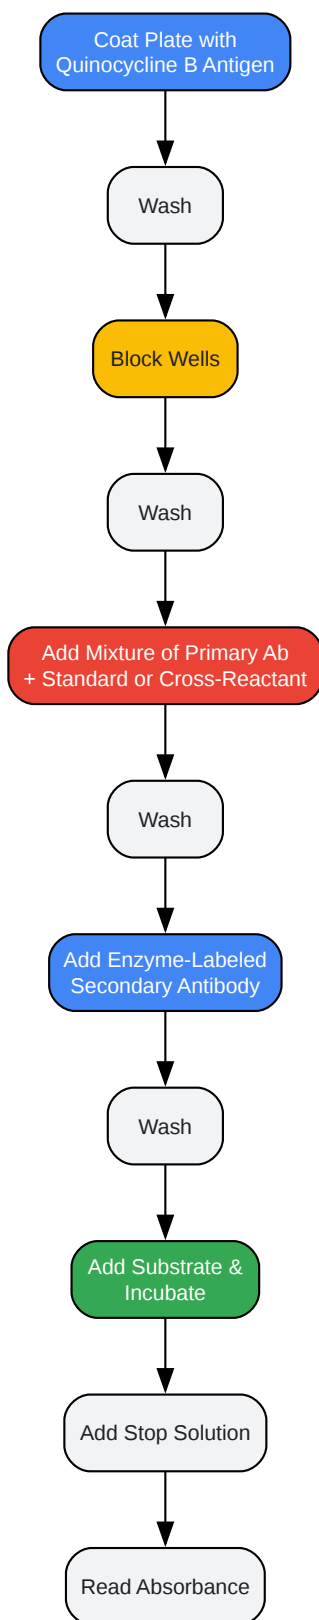 Coat Plate with
Quinocycline B Antigen
Wash
Block Wells
Wash
Add Mixture of Primary Ab
+ Standard or Cross-Reactant
Wash
Add Enzyme-Labeled
Secondary Antibody
Wash
Add Substrate &
Incubate
Add Stop Solution
Read Absorbance